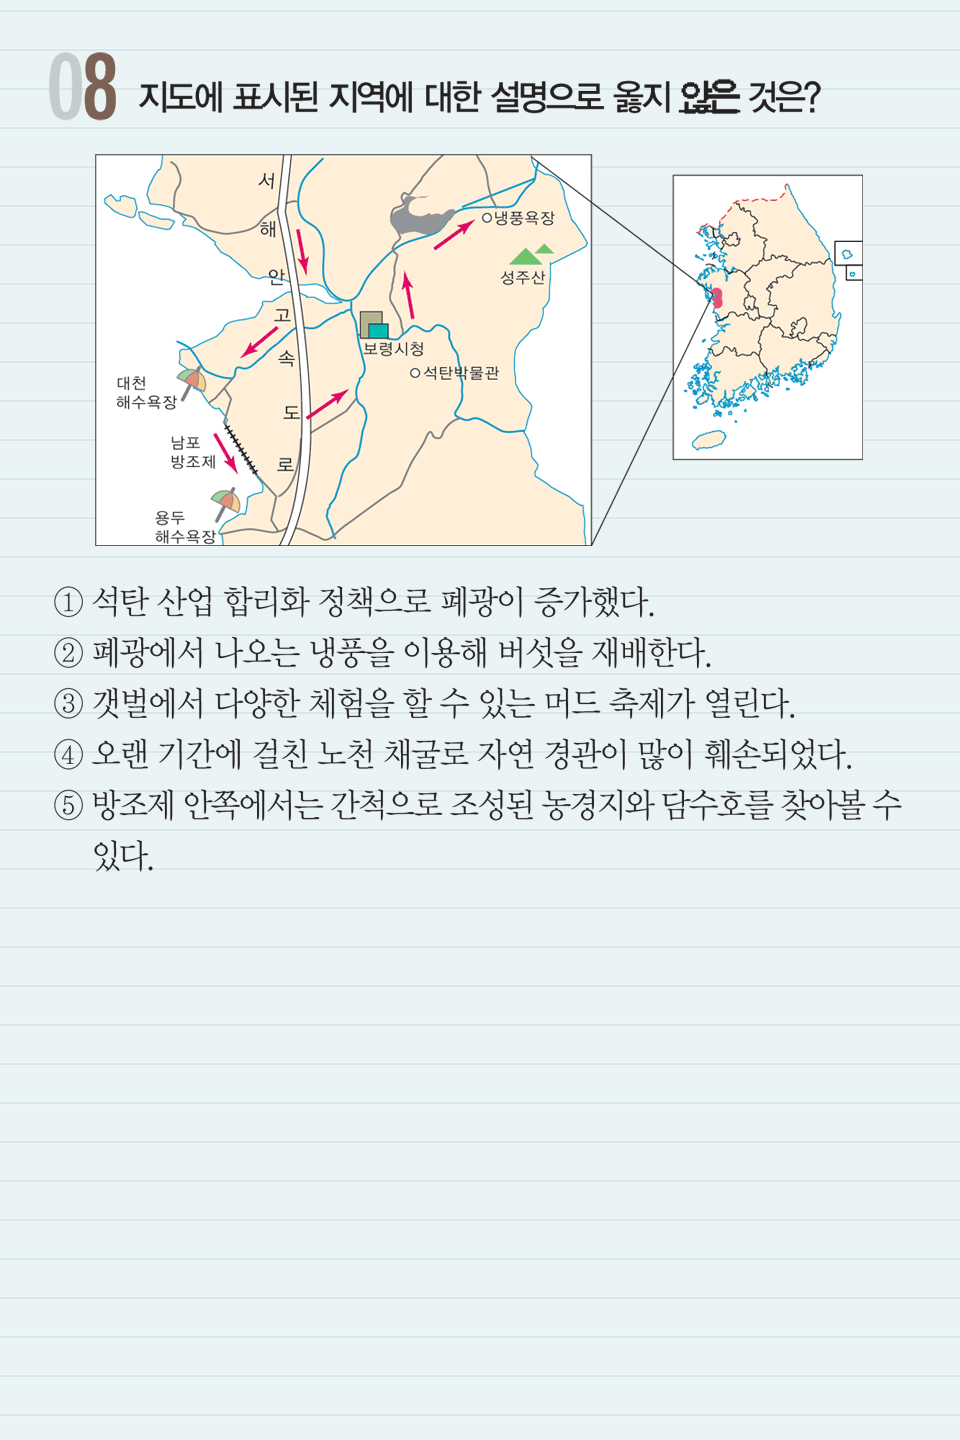 08 지도에 표시된 지역에 대한 설명으로 옳지 않은 것은?
서
해
안
고
속
도
로
냉풍욕장
성주산
보령시청
석탄박물관
대천
해수욕장
남포
방조제
용두
해수욕장
① 석탄 산업 합리화 정책으로 폐광이 증가했다.
② 폐광에서 나오는 냉풍을 이용해 버섯을 재배한다.
③ 갯벌에서 다양한 체험을 할 수 있는 머드 축제가 열린다.
④ 오랜 기간에 걸친 노천 채굴로 자연 경관이 많이 훼손되었다.
⑤ 방조제 안쪽에서는 간척으로 조성된 농경지와 담수호를 찾아볼 수
있다.